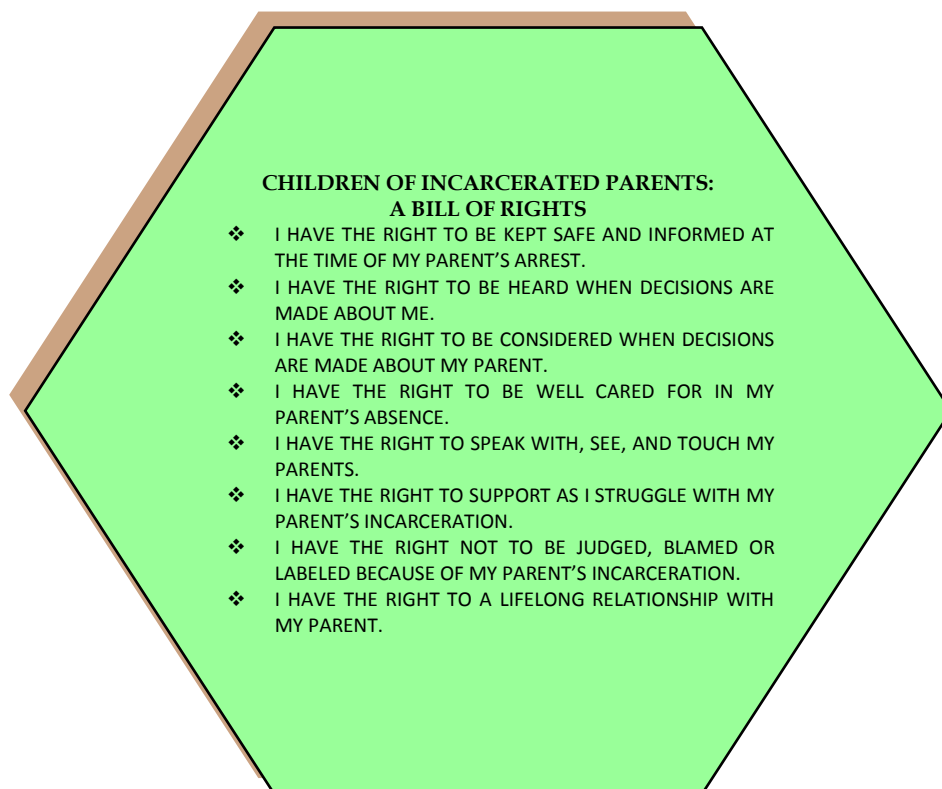 CHILDREN OF INCARCERATED PARENTS:
A BILL OF RIGHTS
❖ I HAVE THE RIGHT TO BE KEPT SAFE AND INFORMED AT
THE TIME OF MY PARENT’S ARREST.
❖ I HAVE THE RIGHT TO BE HEARD WHEN DECISIONS ARE
MADE ABOUT ME.
❖ I HAVE THE RIGHT TO BE CONSIDERED WHEN DECISIONS
ARE MADE ABOUT MY PARENT.
❖ I HAVE THE RIGHT TO BE WELL CARED FOR IN MY
PARENT’S ABSENCE.
❖ I HAVE THE RIGHT TO SPEAK WITH, SEE, AND TOUCH MY
PARENTS.
❖ I HAVE THE RIGHT TO SUPPORT AS I STRUGGLE WITH MY
PARENT’S INCARCERATION.
❖ I HAVE THE RIGHT NOT TO BE JUDGED, BLAMED OR
LABELED BECAUSE OF MY PARENT’S INCARCERATION.
❖ I HAVE THE RIGHT TO A LIFELONG RELATIONSHIP WITH
MY PARENT.